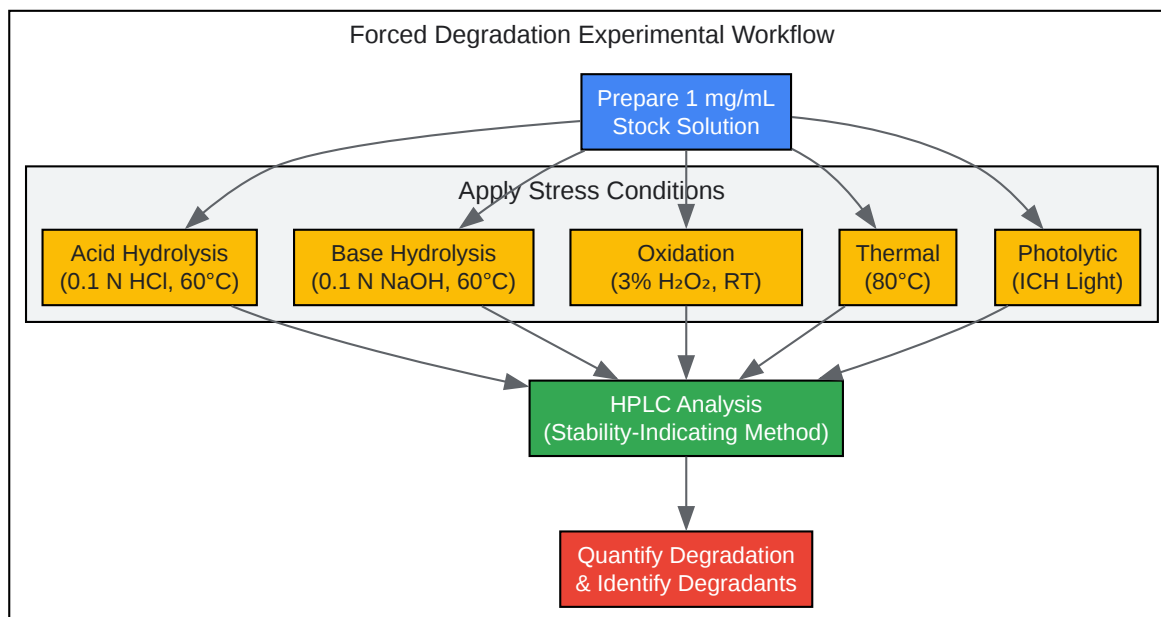 Forced Degradation Experimental Workflow
Prepare 1 mg/mL
Stock Solution
Apply Stress Conditions
Acid Hydrolysis
(0.1 N HCl, 60°C)
Base Hydrolysis
(0.1 N NaOH, 60°C)
Oxidation
(3% H₂O₂, RT)
Thermal
(80°C)
Photolytic
(ICH Light)
HPLC Analysis
(Stability-Indicating Method)
Quantify Degradation
& Identify Degradants